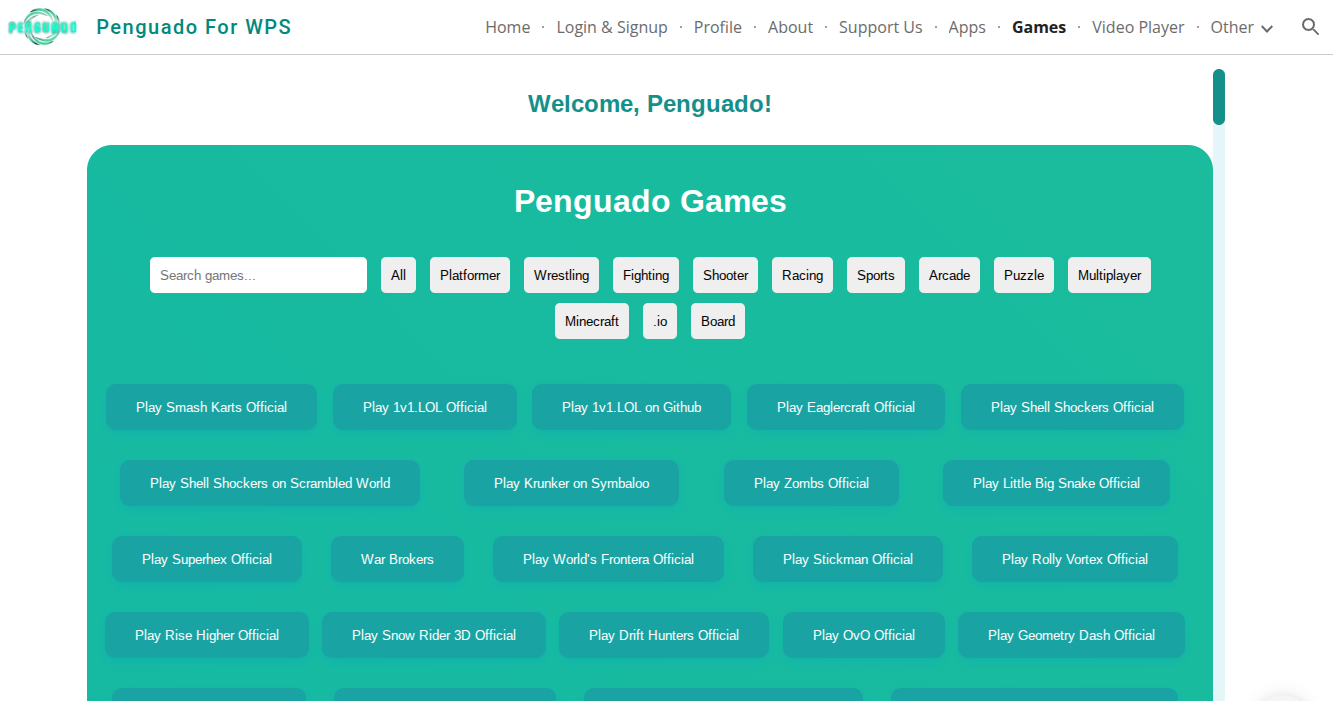 PENGUADO Penguado For WPS Home · Login & Signup · Profile · About · Support Us · Apps · Games · Video Player · Other
Welcome, Penguado!
Penguado Games
Search games... All Platformer Wrestling Fighting Shooter Racing Sports Arcade Puzzle Multiplayer
Minecraft .io Board
Play Smash Karts Official Play 1v1.LOL Official Play 1v1.LOL on Github Play Eaglercraft Official Play Shell Shockers Official
Play Shell Shockers on Scrambled World Play Krunker on Symbaloo Play Zombs Official Play Little Big Snake Official
Play Superhex Official War Brokers Play World's Frontera Official Play Stickman Official Play Rolly Vortex Official
Play Rise Higher Official Play Snow Rider 3D Official Play Drift Hunters Official Play OvO Official Play Geometry Dash Official